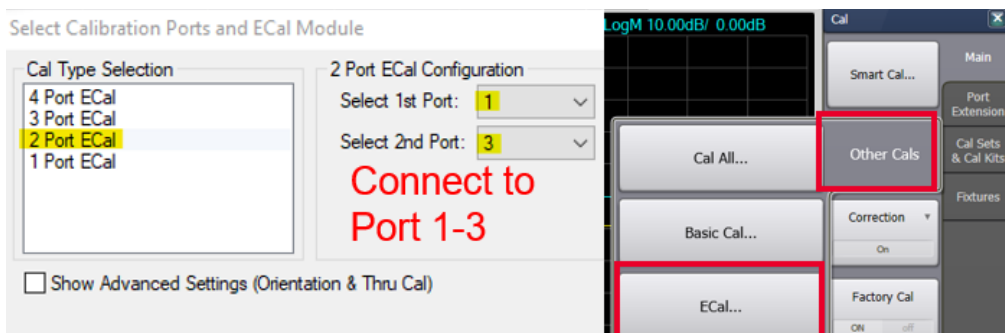 Select Calibration Ports and ECal Module
Cal Type Selection
4 Port ECal
3 Port ECal
2 Port ECal
1 Port ECal
2 Port ECal Configuration
Select 1st Port: 1
Select 2nd Port: 3
Connect to
Port 1-3
Show Advanced Settings (Orientation & Thru Cal)
LogM 10.00dB/ 0.00dB
Cal
Smart Cal...
Other Cals
Cal All...
Basic Cal...
ECal...
Correction
On
Factory Cal
ON off
Main
Port
Extension
Cal Sets
& Cal Kits
Fixtures